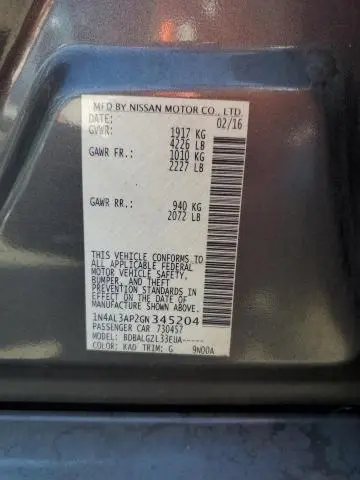 MFD BY NISSAN MOTOR CO., LTD.
DATE: 02/16
GVWR: 1917 KG
4226 LB
GAWR FR.: 1010 KG
2227 LB
GAWR RR.: 940 KG
2072 LB
THIS VEHICLE CONFORMS TO
ALL APPLICABLE FEDERAL
MOTOR VEHICLE SAFETY,
BUMPER, AND THEFT
PREVENTION STANDARDS IN
EFFECT ON THE DATE OF
MANUFACTURE SHOWN ABOVE.
1N4AL3AP2GN345204
PASSENGER CAR 730457
MODEL: BDBALGZL33EUA-----
COLOR: KAD TRIM: G 9N00A